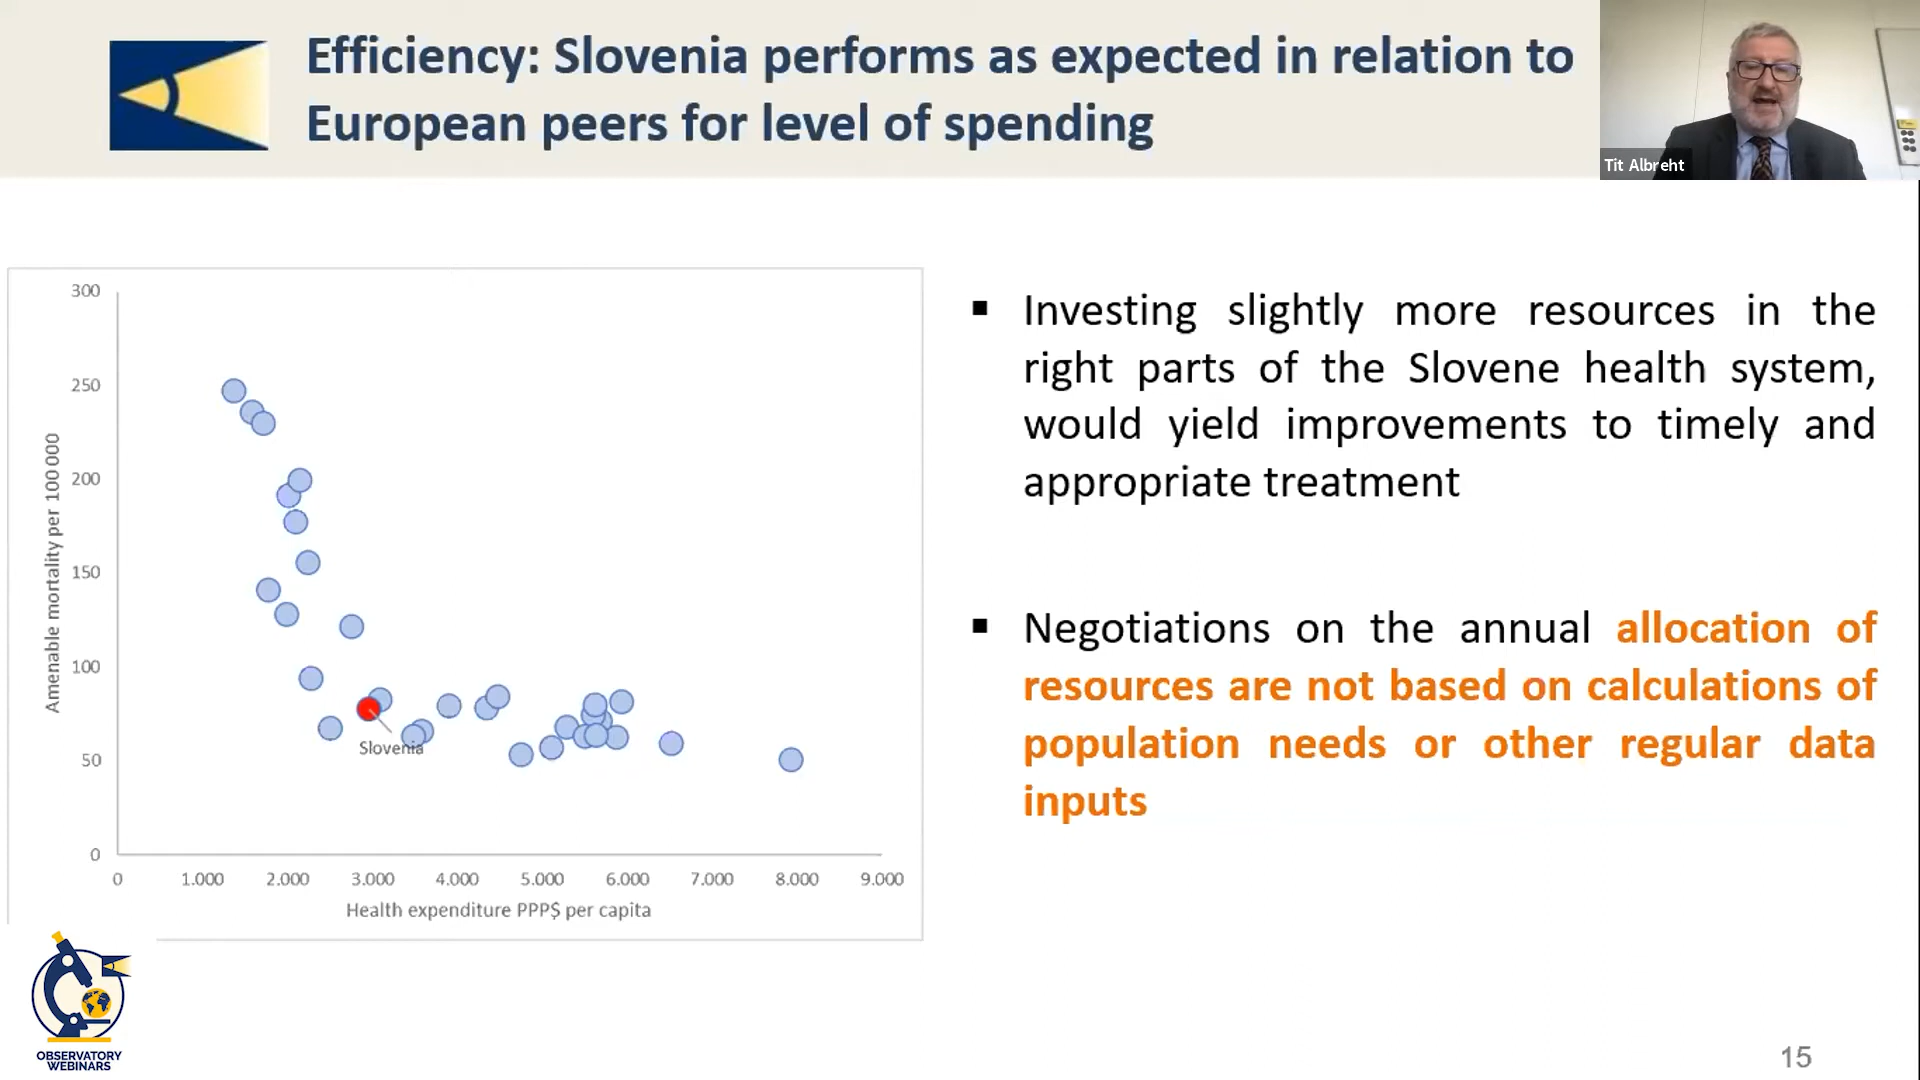 Efficiency: Slovenia performs as expected in relation to
European peers for level of spending
Tit Albreht
300
250
200
150
100
50
0
Amenable mortality per 100 000
Slovenia
0 1.000 2.000 3.000 4.000 5.000 6.000 7.000 8.000 9.000
Health expenditure PPP$ per capita
▪ Investing slightly more resources in the
right parts of the Slovene health system,
would yield improvements to timely and
appropriate treatment
▪ Negotiations on the annual allocation of
resources are not based on calculations of
population needs or other regular data
inputs
OBSERVATORY
WEBINARS
15